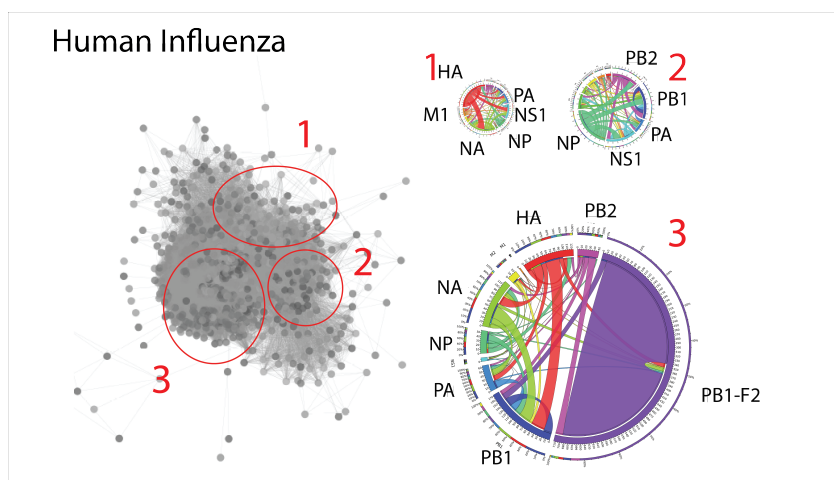 Human Influenza
1
2
3
1
HA
PA
M1
NS1
NA
NP
2
PB2
PB1
PA
NP
NS1
3
HA
PB2
NA
NP
PA
PB1
PB1-F2